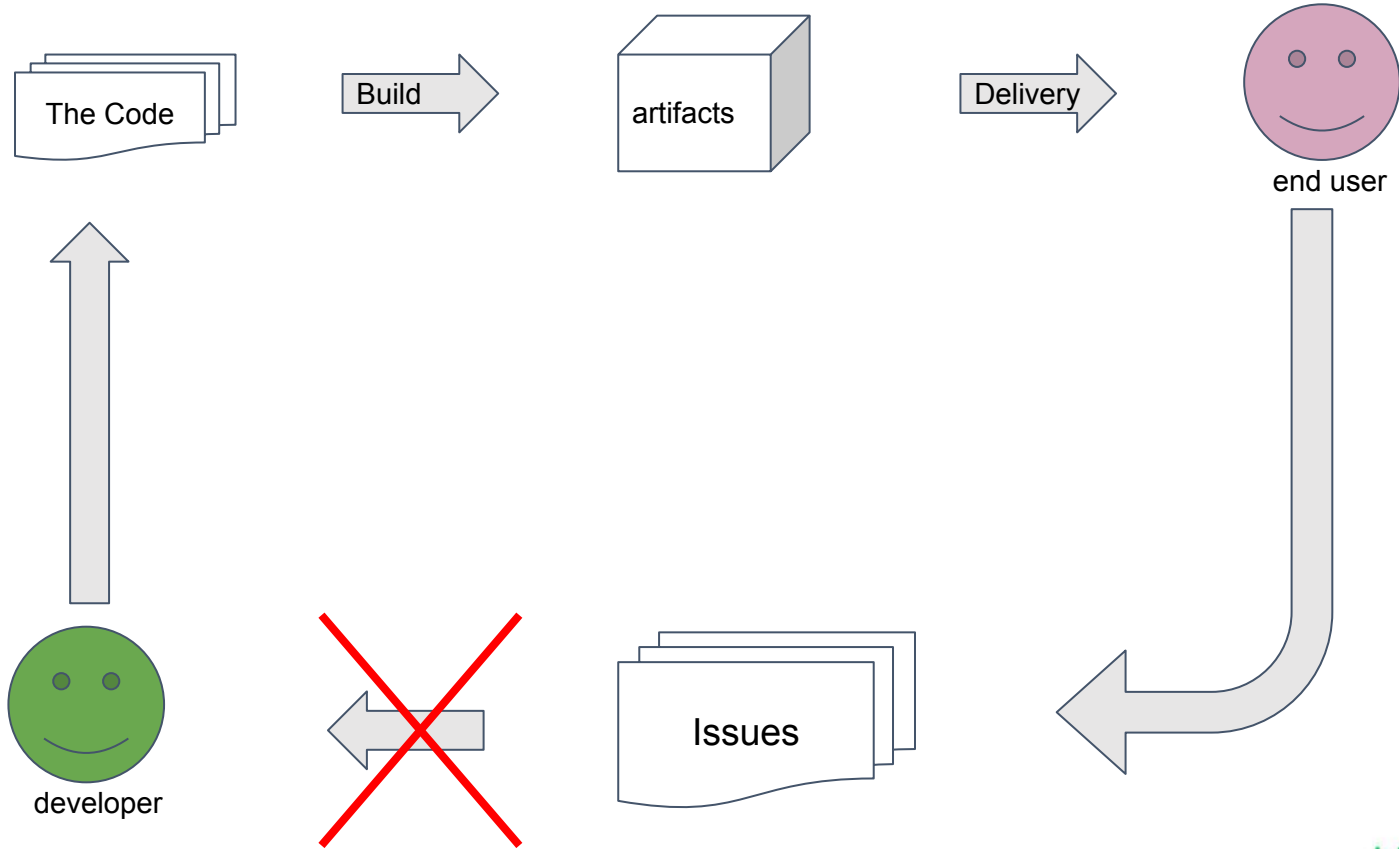 The Code
Build
artifacts
Delivery
end user
developer
Issues